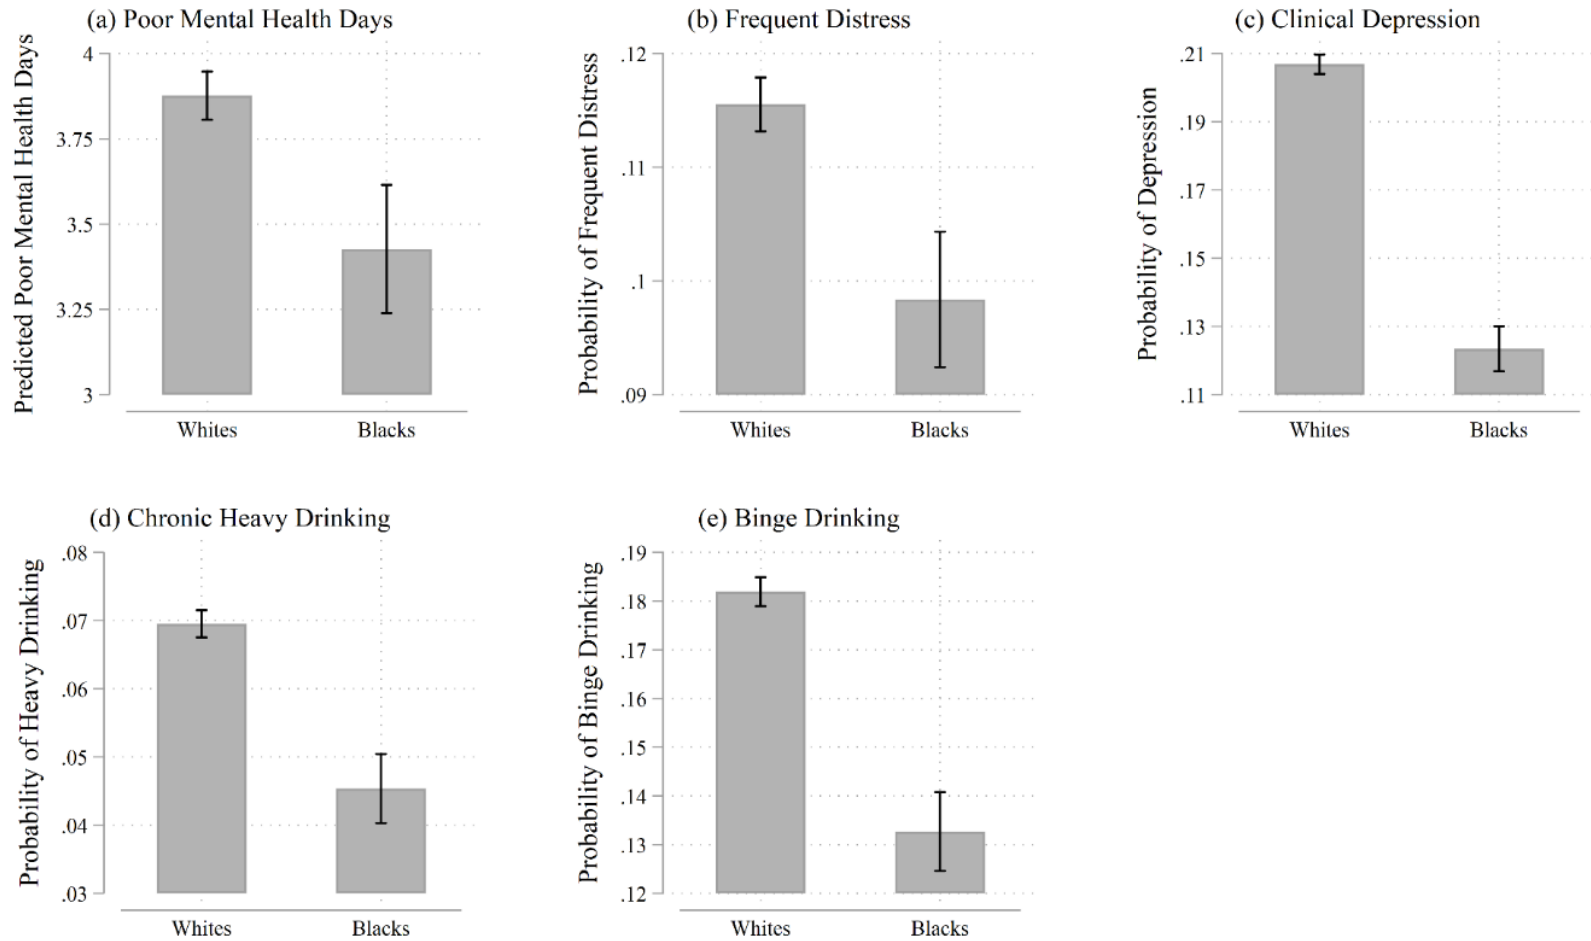 (a) Poor Mental Health Days
Predicted Poor Mental Health Days
4
3.75
3.5
3.25
3
Whites Blacks
(b) Frequent Distress
Probability of Frequent Distress
.12
.11
.1
.09
Whites Blacks
(c) Clinical Depression
Probability of Depression
.21
.19
.17
.15
.13
.11
Whites Blacks
(d) Chronic Heavy Drinking
Probability of Heavy Drinking
.08
.07
.06
.05
.04
.03
Whites Blacks
(e) Binge Drinking
Probability of Binge Drinking
.19
.18
.17
.16
.15
.14
.13
.12
Whites Blacks